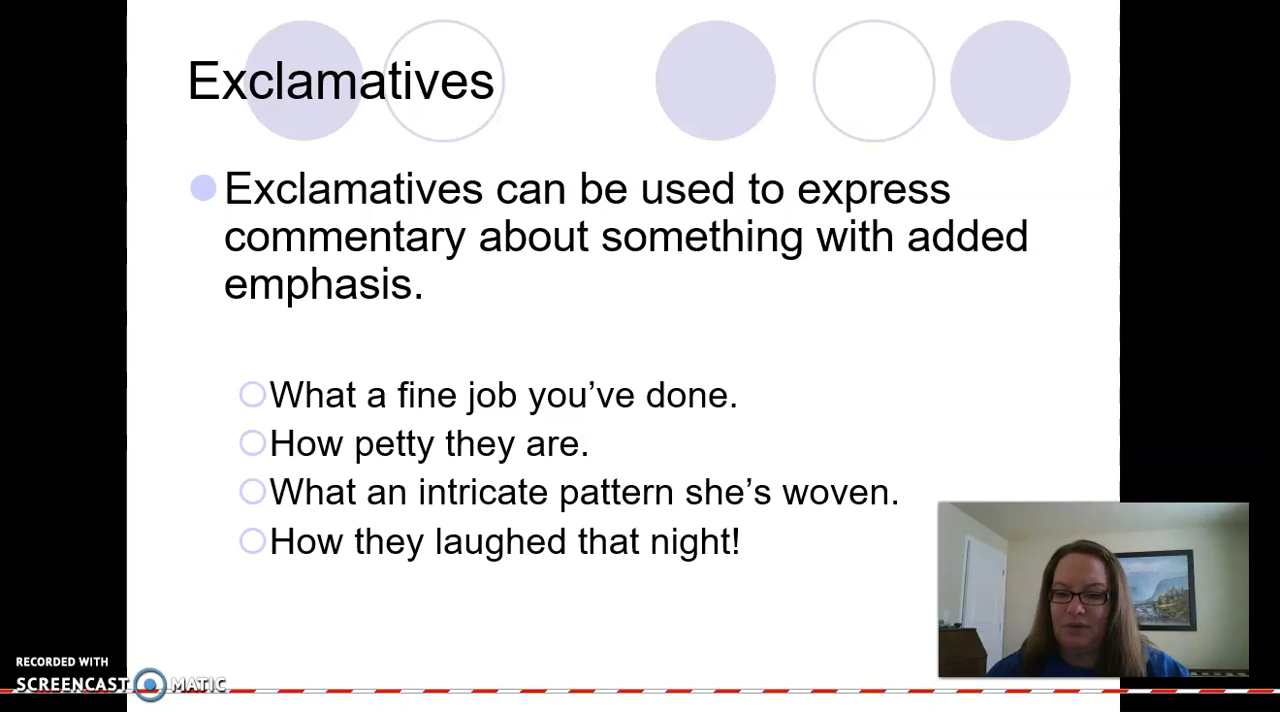 Exclamatives
Exclamatives can be used to express
commentary about something with added
emphasis.
What a fine job you’ve done.
How petty they are.
What an intricate pattern she’s woven.
How they laughed that night!
RECORDED WITH
SCREENCAST MATIC